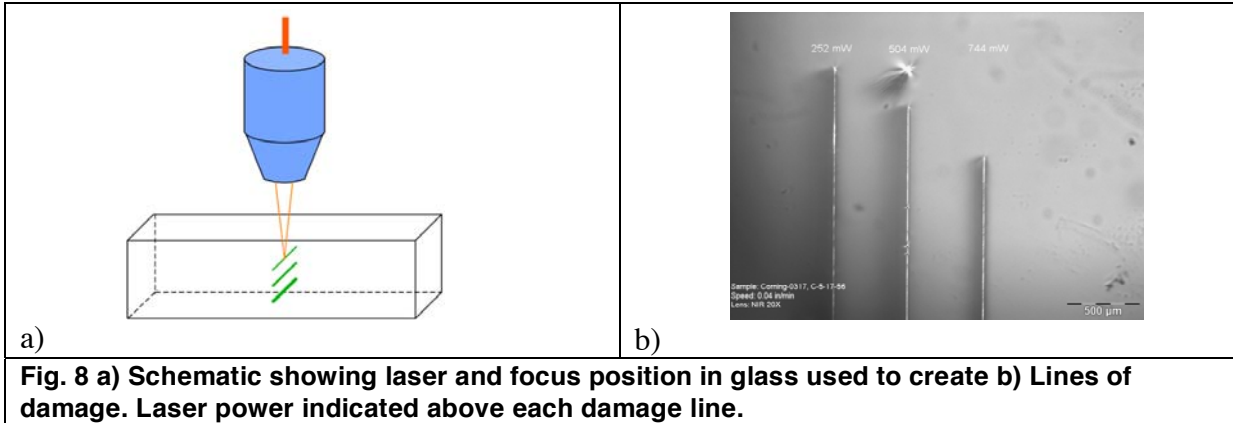 252 mW 504 mW 744 mW
Sample: Corning-0317, C-5-17-56
Speed: 0.04 in/min
Lens: NIR 20X
500 µm
a) b)
Fig. 8 a) Schematic showing laser and focus position in glass used to create b) Lines of
damage. Laser power indicated above each damage line.